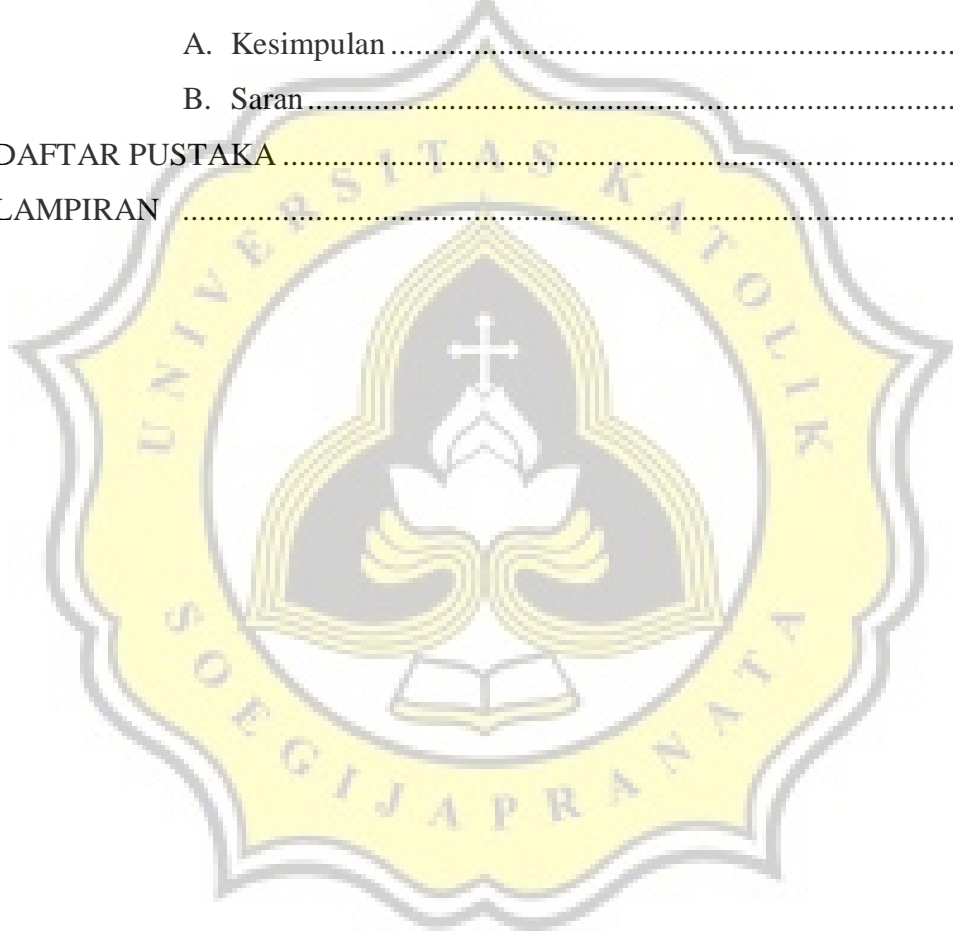 A. Kesimpulan ..........................................................................
B. Saran ..........................................................................
DAFTAR PUSTAKA ..........................................................................
LAMPIRAN ..........................................................................
UNIVERSITAS KATOLIK
SOEGIJAPRANATA